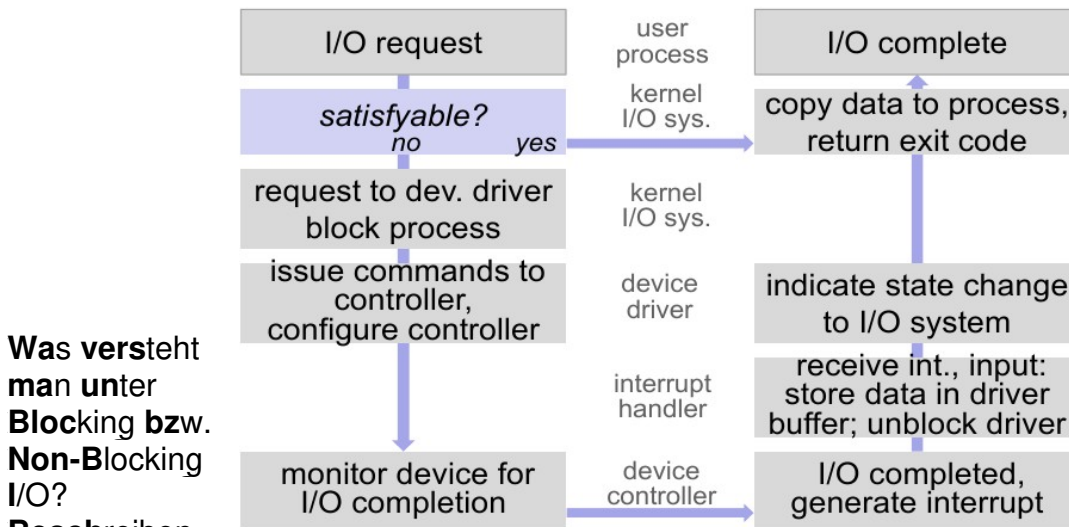 I/O request
user
process
I/O complete
satisfyable?
no yes
kernel
I/O sys.
copy data to process,
return exit code
request to dev. driver
block process
kernel
I/O sys.
issue commands to
controller,
configure controller
device
driver
indicate state change
to I/O system
interrupt
handler
receive int., input:
store data in driver
buffer; unblock driver
monitor device for
I/O completion
device
controller
I/O completed,
generate interrupt
Was versteht
man unter
Blocking bzw.
Non-Blocking
I/O?